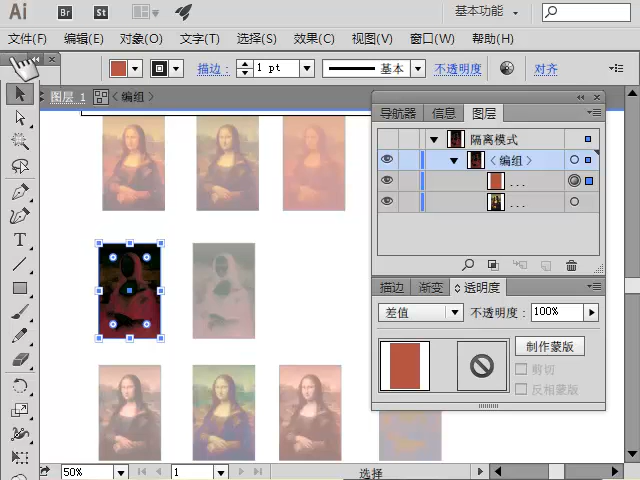 Ai Br St 基本功能
文件(F) 编辑(E) 对象(O) 文字(T) 选择(S) 效果(C) 视图(V) 窗口(W) 帮助(H)
描边: 1 pt 基本 不透明度 对齐
图层 1 <编组>
导航器 信息 图层
隔离模式
<编组>
...
...
描边 渐变 透明度
差值 不透明度: 100%
制作蒙版
剪切
反相蒙版
50% 1 选择